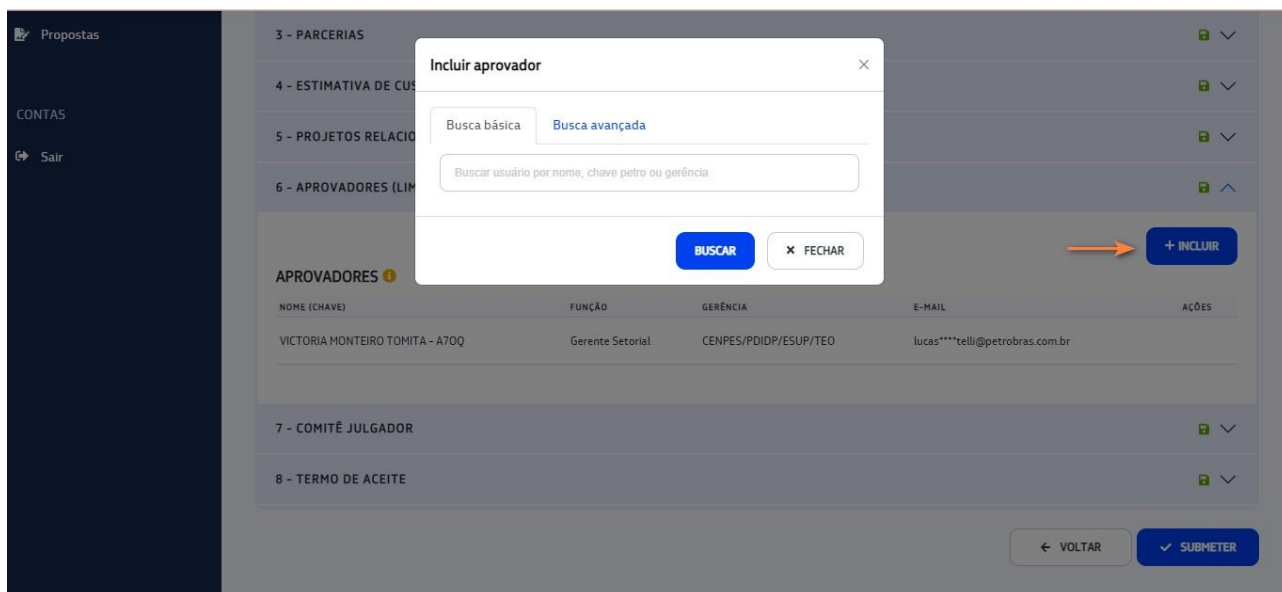 Propostas
CONTAS
Sair
3 - PARCERIAS
4 - ESTIMATIVA DE CUS
5 - PROJETOS RELACIO
6 - APROVADORES (LIM
Incluir aprovador
×
Busca básica
Busca avançada
Buscar usuário por nome, chave petro ou gerência
BUSCAR
× FECHAR
+ INCLUIR
APROVADORES
NOME (CHAVE) FUNÇÃO GERÊNCIA E-MAIL AÇÕES
VICTORIA MONTEIRO TOMITA - A7OQ Gerente Setorial CENPES/PDIDP/ESUP/TEO lucas****telli@petrobras.com.br
7 - COMITÊ JULGADOR
8 - TERMO DE ACEITE
← VOLTAR
✓ SUBMETER